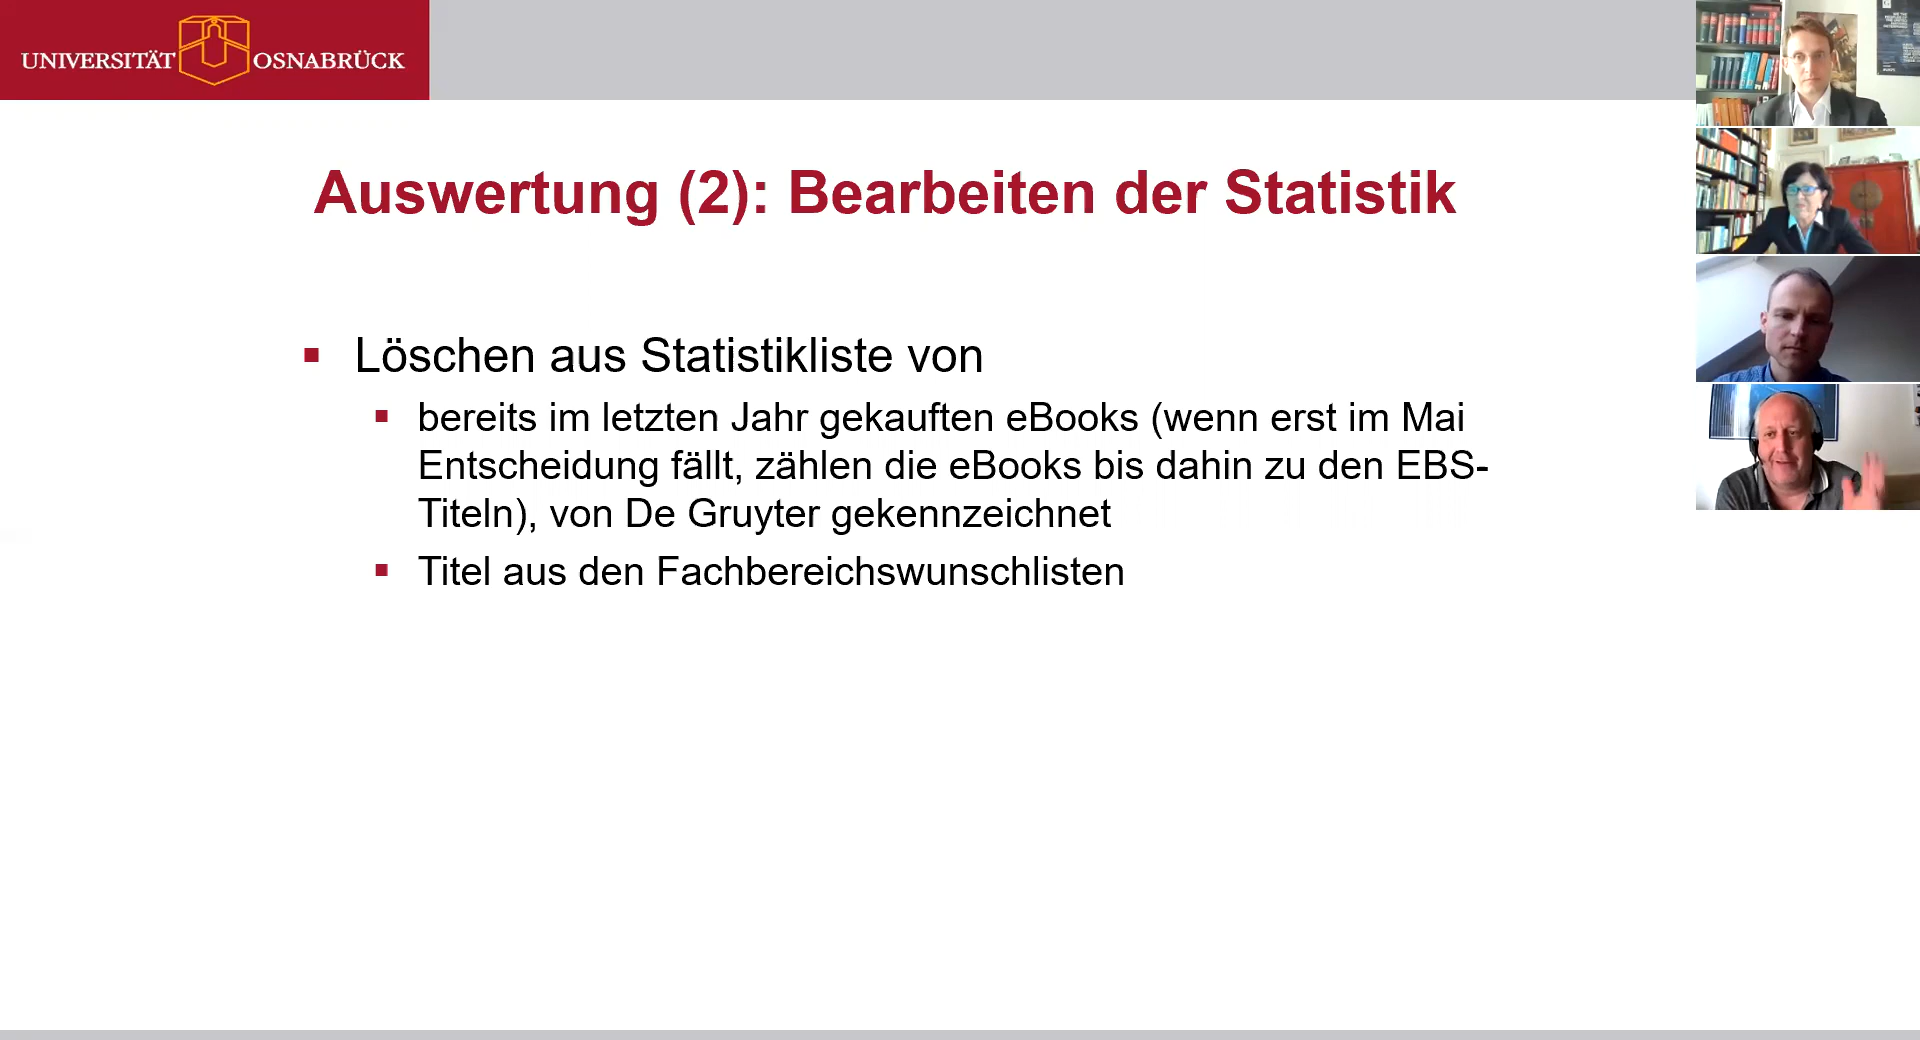 UNIVERSITÄT OSNABRÜCK
Auswertung (2): Bearbeiten der Statistik
Löschen aus Statistikliste von
bereits im letzten Jahr gekauften eBooks (wenn erst im Mai
Entscheidung fällt, zählen die eBooks bis dahin zu den EBS-
Titeln), von De Gruyter gekennzeichnet
Titel aus den Fachbereichswunschlisten